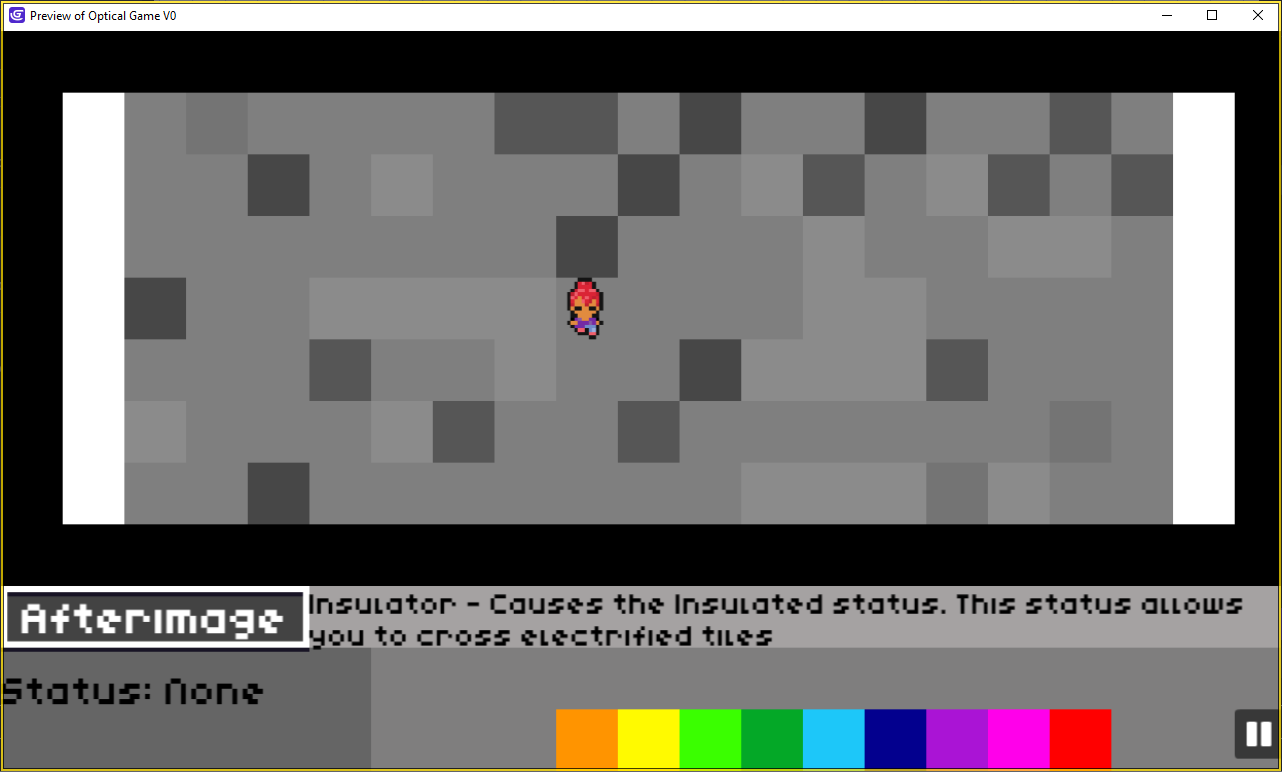 Preview of Optical Game V0
Afterimage
Insulator - Causes the Insulated status. This status allows
you to cross electrified tiles
Status: None